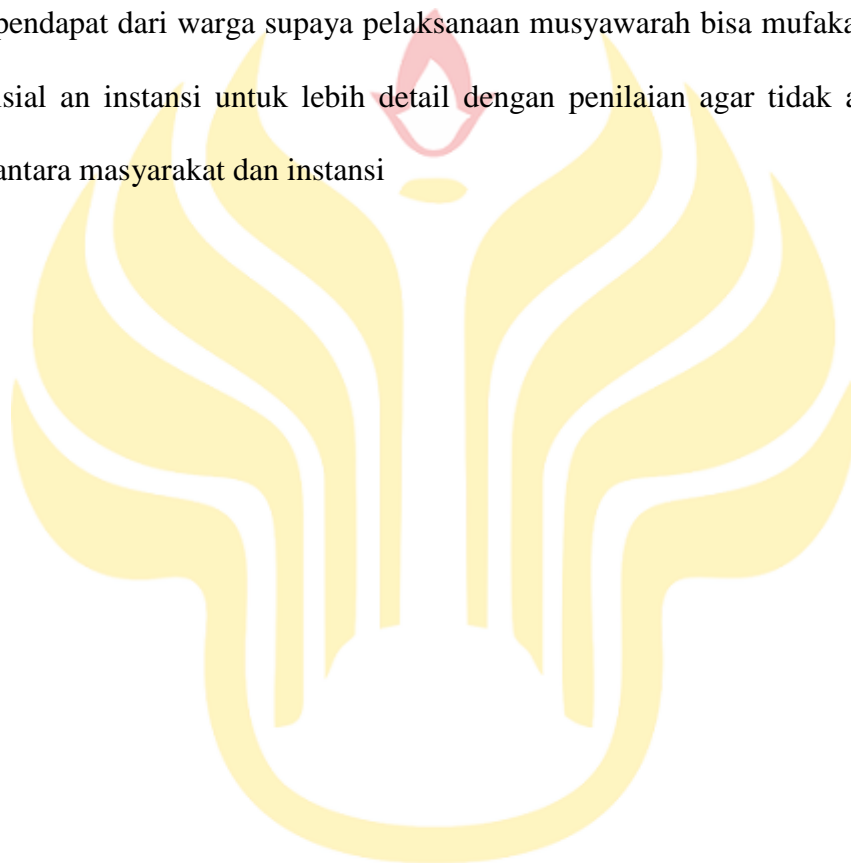 pendapat dari warga supaya pelaksanaan musyawarah bisa mufaka
sial an instansi untuk lebih detail dengan penilaian agar tidak a
antara masyarakat dan instansi